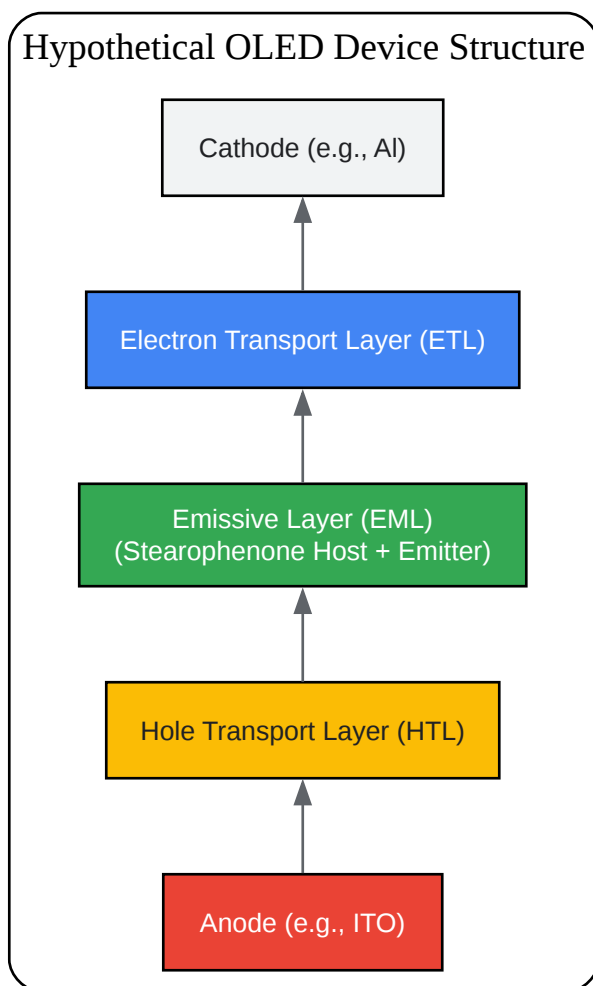 Hypothetical OLED Device Structure
Cathode (e.g., Al)
Electron Transport Layer (ETL)
Emissive Layer (EML)
(Stearophenone Host + Emitter)
Hole Transport Layer (HTL)
Anode (e.g., ITO)